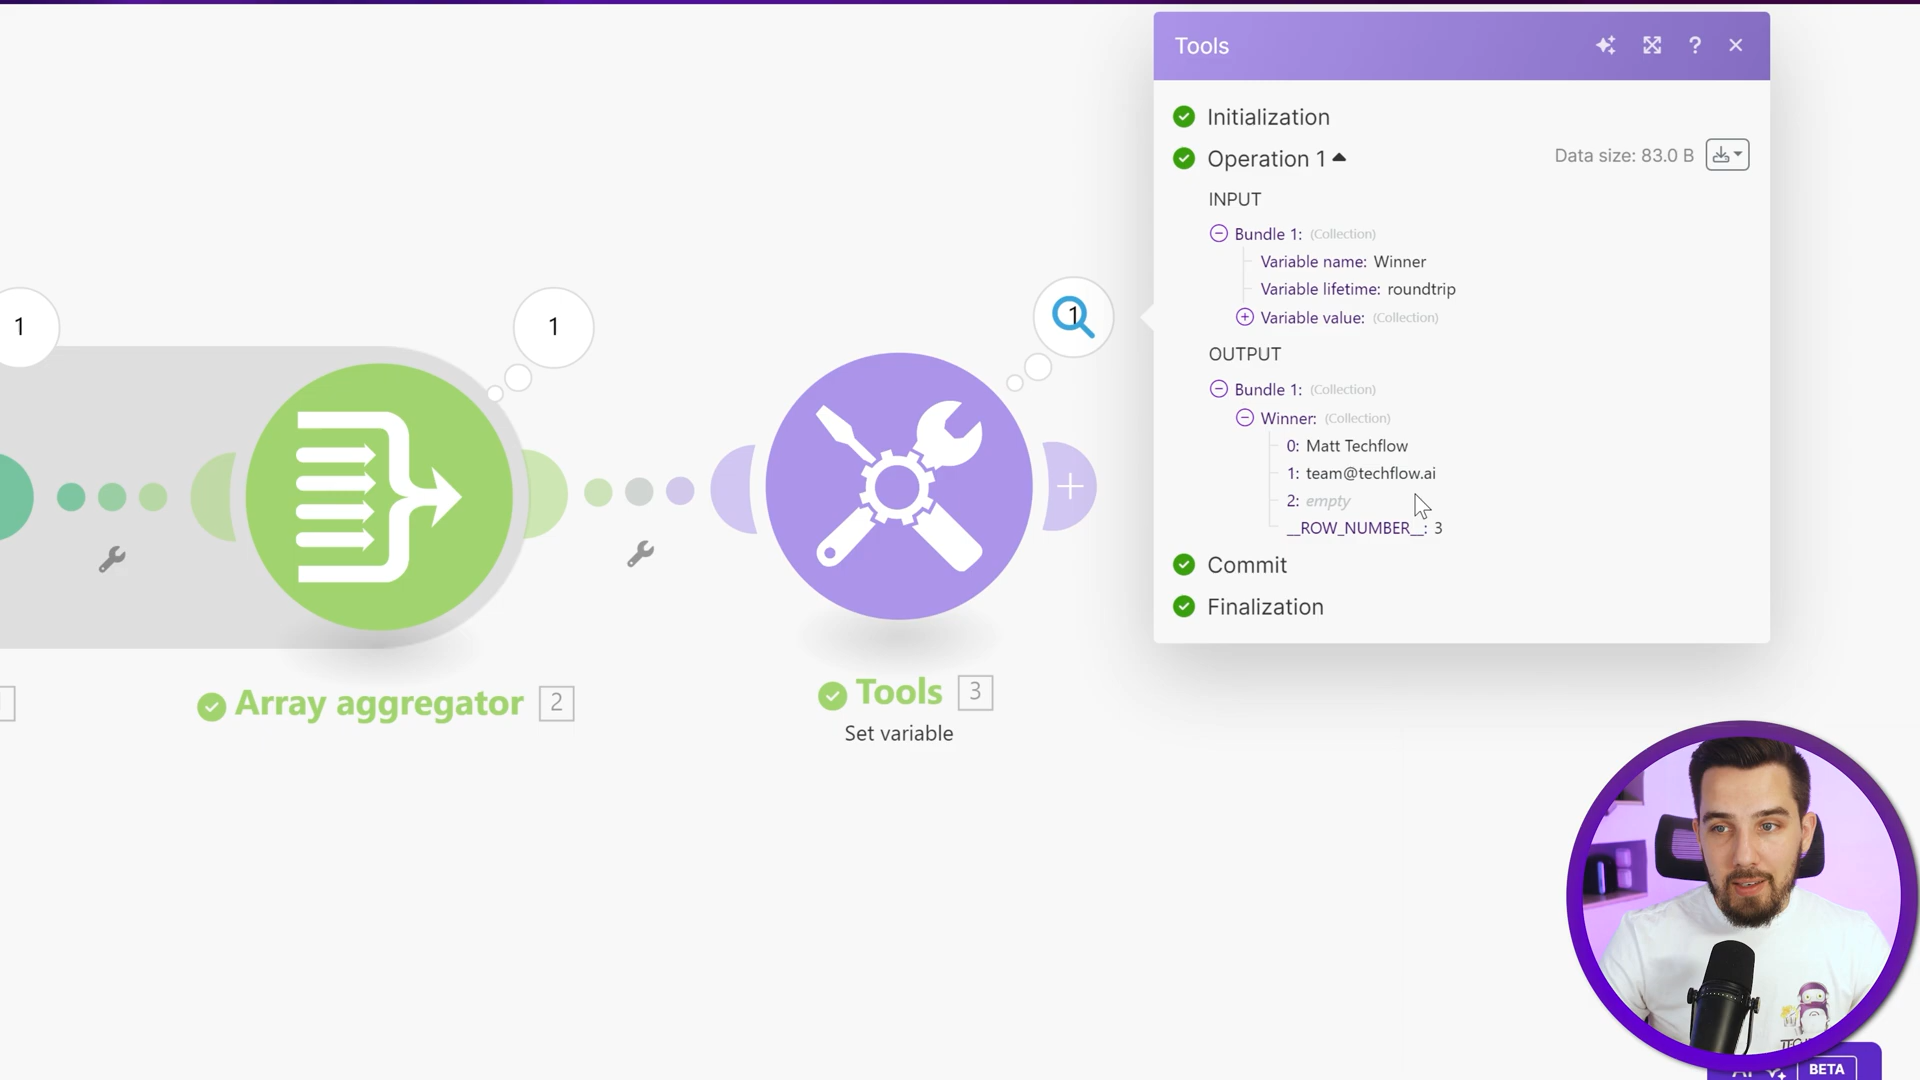 Tools
?
Initialization
Operation 1
Data size: 83.0 B
INPUT
Bundle 1: (Collection)
Variable name: Winner
Variable lifetime: roundtrip
Variable value: (Collection)
OUTPUT
Bundle 1: (Collection)
Winner: (Collection)
0: Matt Techflow
1: team@techflow.ai
2: empty
__ROW_NUMBER__: 3
Commit
Finalization
1
1
1
Array aggregator 2
Tools 3
Set variable
BETA